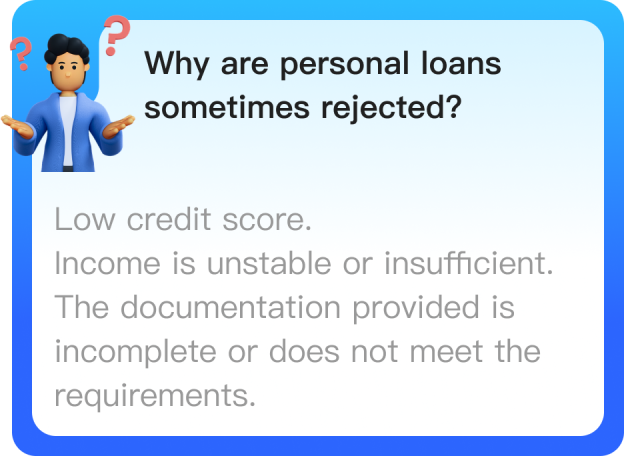 Why are personal loans
sometimes rejected?
Low credit score.
Income is unstable or insufficient.
The documentation provided is
incomplete or does not meet the
requirements.